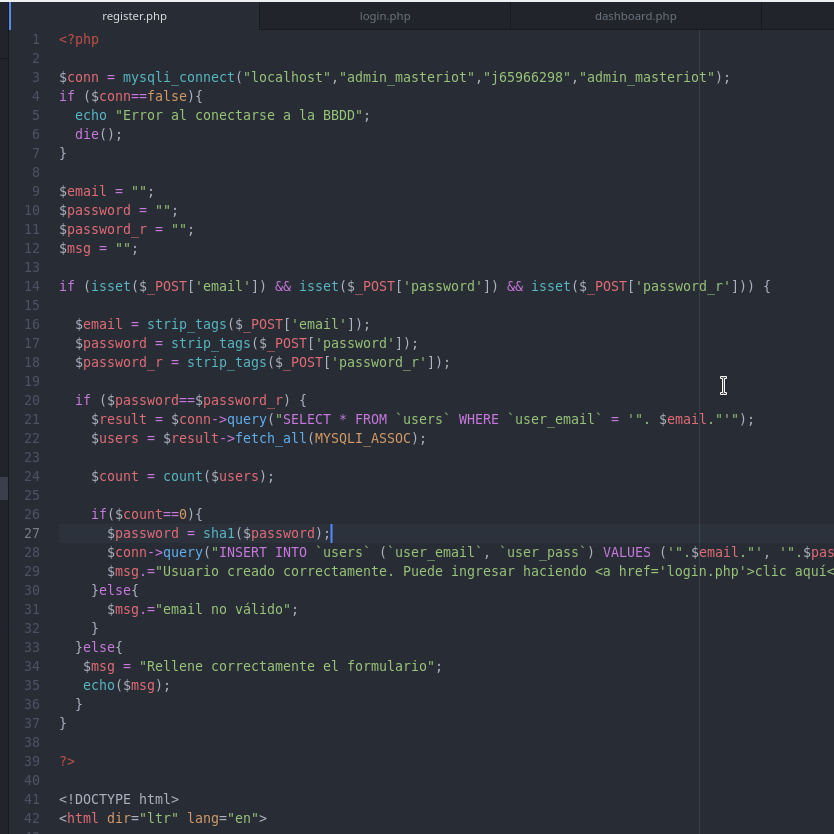 register.php login.php dashboard.php
1 <?php
2
3 $conn = mysqli_connect("localhost","admin_masteriot","j65966298","admin_masteriot");
4 if ($conn==false){
5 echo "Error al conectarse a la BBDD";
6 die();
7 }
8
9 $email = "";
10 $password = "";
11 $password_r = "";
12 $msg = "";
13
14 if (isset($_POST['email']) && isset($_POST['password']) && isset($_POST['password_r'])) {
15
16 $email = strip_tags($_POST['email']);
17 $password = strip_tags($_POST['password']);
18 $password_r = strip_tags($_POST['password_r']);
19
20 if ($password==$password_r) {
21 $result = $conn->query("SELECT * FROM `users` WHERE `user_email` = '". $email."'");
22 $users = $result->fetch_all(MYSQLI_ASSOC);
23
24 $count = count($users);
25
26 if($count==0){
27 $password = sha1($password);
28 $conn->query("INSERT INTO `users` (`user_email`, `user_pass`) VALUES ('".$email."', '".$pas
29 $msg.="Usuario creado correctamente. Puede ingresar haciendo <a href='login.php'>clic aquí<
30 }else{
31 $msg.="email no válido";
32 }
33 }else{
34 $msg = "Rellene correctamente el formulario";
35 echo($msg);
36 }
37 }
38
39 ?>
40
41 <!DOCTYPE html>
42 <html dir="ltr" lang="en">